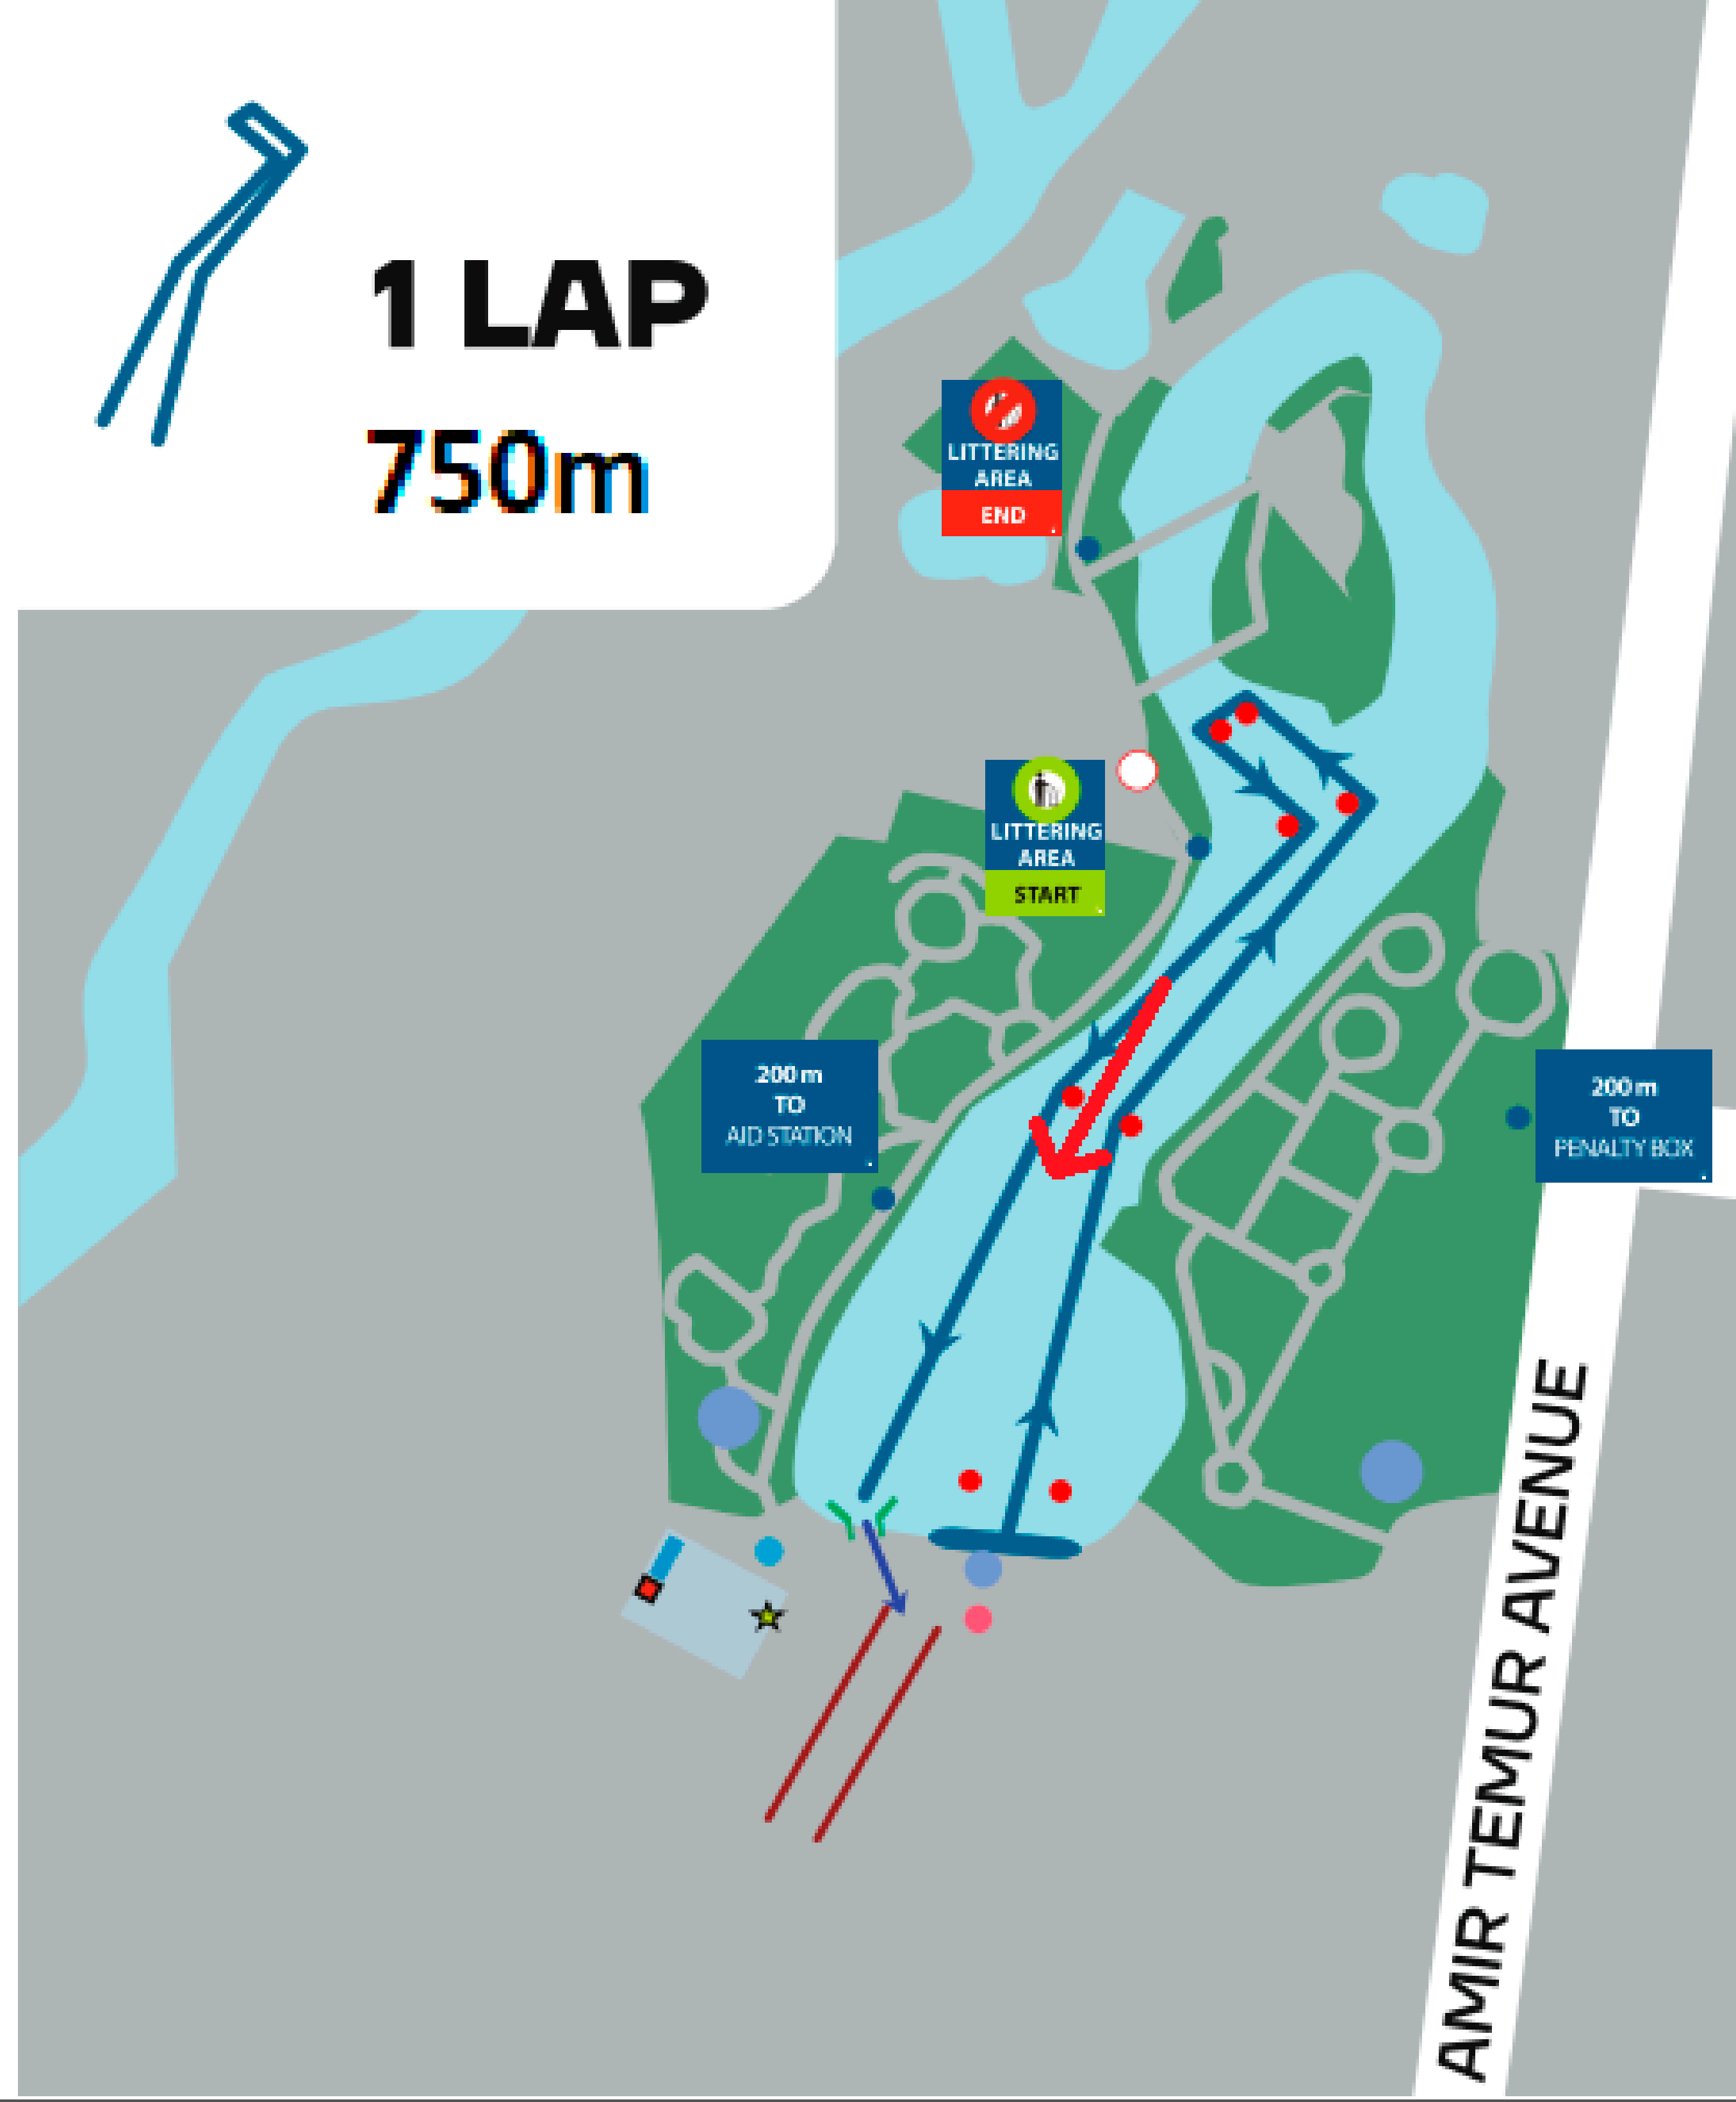 1 LAP
750m
LITTERING
AREA
END
LITTERING
AREA
START
200 m
TO
AID STATION
200 m
TO
PENALTY BOX
AMIR TEMUR AVENUE